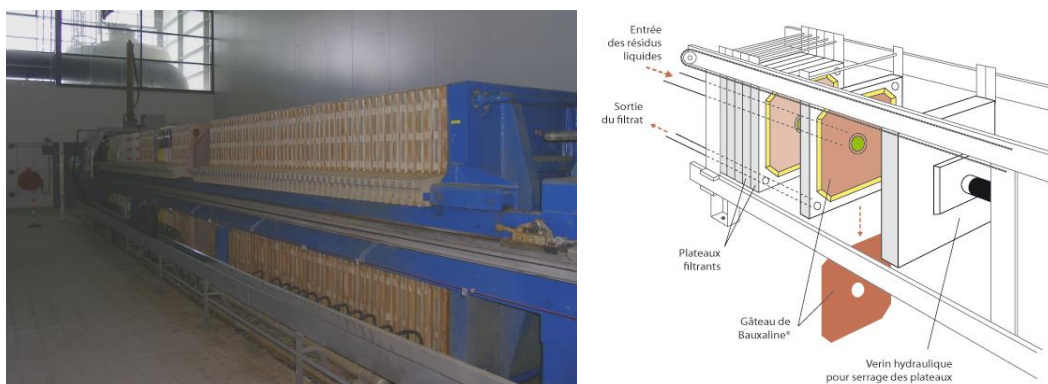 Entrée
des résidus
liquides
Sortie
du filtrat
Plateaux
filtrants
Gâteau de
Bauxaline®
Verin hydraulique
pour serrage des plateaux